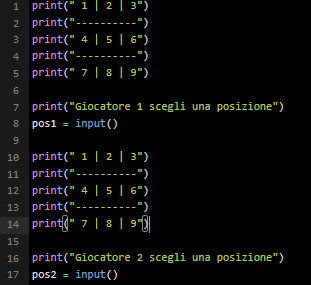 1 print(" 1 | 2 | 3")
2 print("----------")
3 print(" 4 | 5 | 6")
4 print("----------")
5 print(" 7 | 8 | 9")
6
7 print("Giocatore 1 scegli una posizione")
8 pos1 = input()
9
10 print(" 1 | 2 | 3")
11 print("----------")
12 print(" 4 | 5 | 6")
13 print("----------")
14 print(" 7 | 8 | 9")
15
16 print("Giocatore 2 scegli una posizione")
17 pos2 = input()